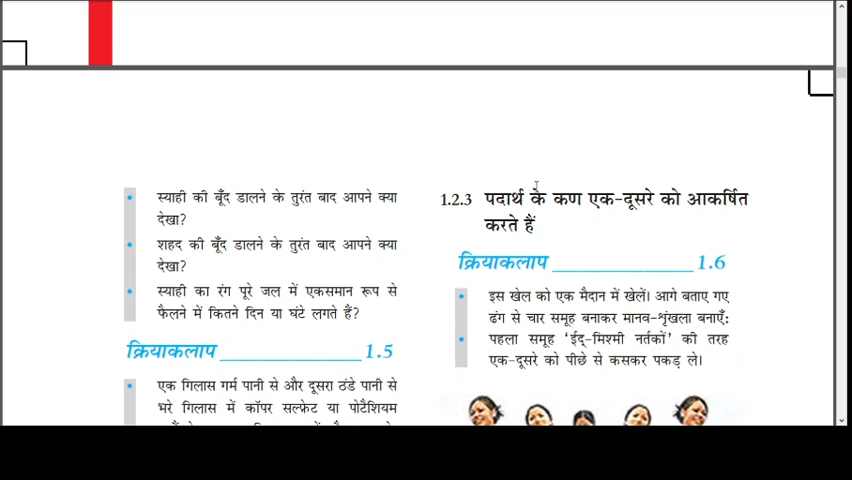 स्याही की बूँद डालने के तुरंत बाद आपने क्या
देखा?
शहद की बूँद डालने के तुरंत बाद आपने क्या
देखा?
स्याही का रंग पूरे जल में एकसमान रूप से
फैलने में कितने दिन या घंटे लगते हैं?
क्रियाकलाप 1.5
एक गिलास गर्म पानी से और दूसरा ठंडे पानी से
भरे गिलास में कॉपर सल्फ़ेट या पोटैशियम
1.2.3 पदार्थ के कण एक-दूसरे को आकर्षित
करते हैं
क्रियाकलाप 1.6
इस खेल को एक मैदान में खेलें। आगे बताए गए
ढंग से चार समूह बनाकर मानव-शृंखला बनाएँ:
पहला समूह ‘ईद्-मिश्मी नर्तकों’ की तरह
एक-दूसरे को पीछे से कसकर पकड़ ले।